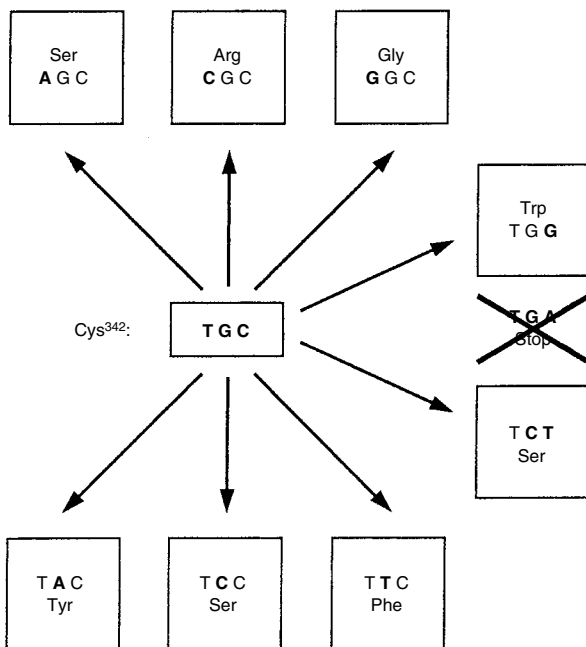 Ser
A G C
Arg
C G C
Gly
G G C
Trp
T G G
Cys³⁴²:
T G C
T G A
Stop
T C T
Ser
T A C
Tyr
T C C
Ser
T T C
Phe